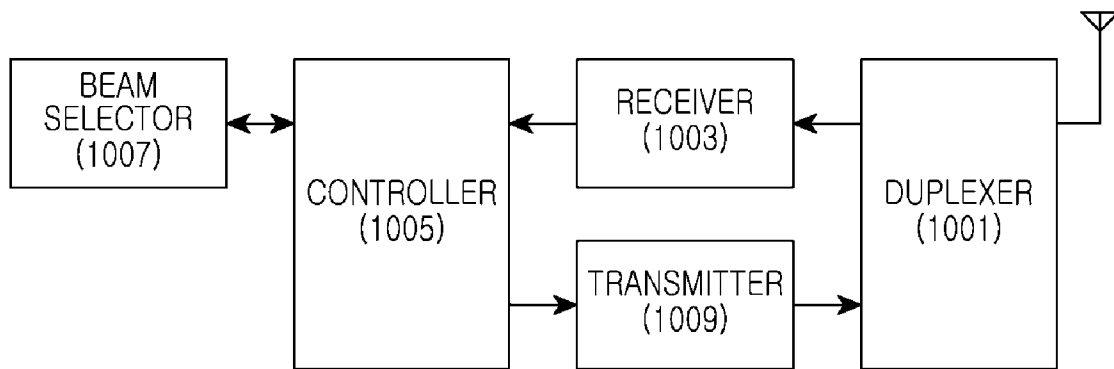 BEAM
SELECTOR
(1007)
CONTROLLER
(1005)
RECEIVER
(1003)
TRANSMITTER
(1009)
DUPLEXER
(1001)